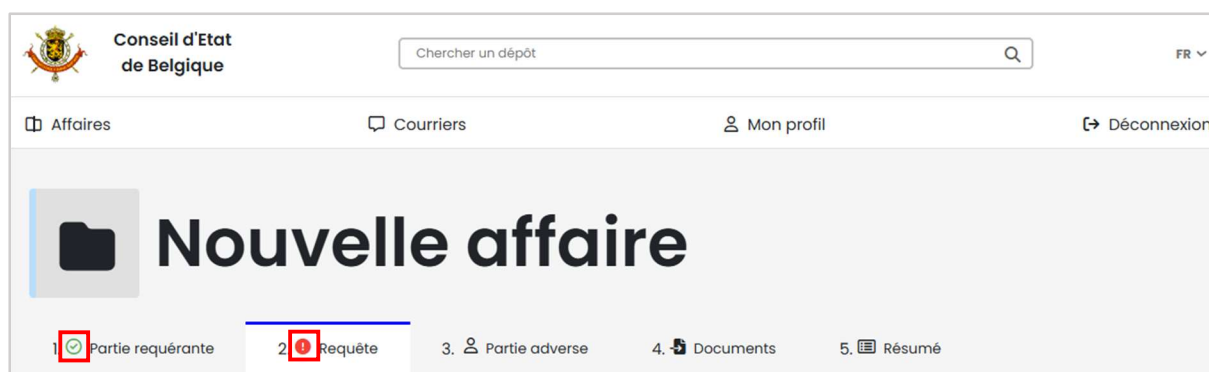 Conseil d'Etat
de Belgique
Chercher un dépôt
FR
Affaires
Courriers
Mon profil
Déconnexion
Nouvelle affaire
1. Partie requérante
2. Requête
3. Partie adverse
4. Documents
5. Résumé